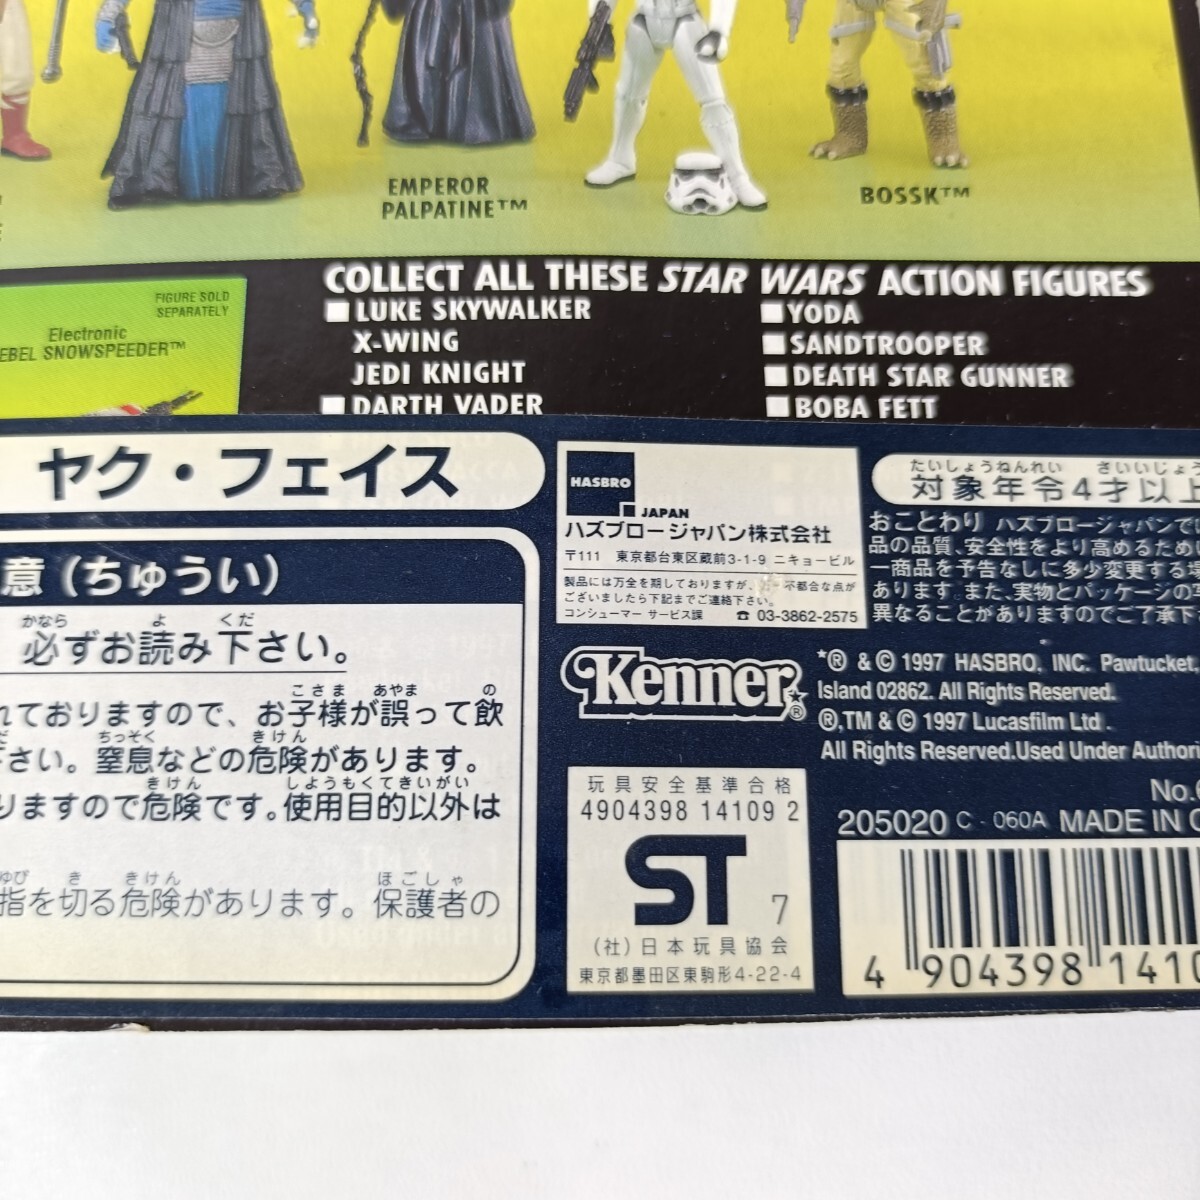 EMPEROR
PALPATINE™
BOSSK™
FIGURE SOLD
SEPARATELY
Electronic
EBEL SNOWSPEEDER™
COLLECT ALL THESE STAR WARS ACTION FIGURES
LUKE SKYWALKER
X-WING
JEDI KNIGHT
DARTH VADER
YODA
SANDTROOPER
DEATH STAR GUNNER
BOBA FETT
ヤク・フェイス
意(ちゅうい)
かなら よ くだ
必ずお読み下さい。
こさま あやま の
れておりますので、お子様が誤って飲
ちっそく きけん
さい。窒息などの危険があります。
きけん しようもくてきいがい
りますので危険です。使用目的以外は
ゆび き きけん ほごしゃ
指を切る危険があります。保護者の
HASBRO
JAPAN
ハズブロージャパン株式会社
〒111 東京都台東区蔵前3-1-9 ニキョービル
製品には万全を期しておりますが、 不都合な点が
ございましたら下記までご連絡下さい。
コンシューマー サービス課 ☎ 03-3862-2575
たいしょうねんれい さいいじょう
対象年令4才以上
おことわり ハズブロージャパンで
品の品質、安全性をより高めるため
一商品を予告なしに多少変更する場
あります。また、実物とパッケージの
異なることがありますのでご了承下
Kenner®
*® & © 1997 HASBRO, INC. Pawtucket.
Island 02862. All Rights Reserved.
®,TM & © 1997 Lucasfilm Ltd.
All Rights Reserved.Used Under Authori
玩具安全基準合格
4904398 14109 2
ST 7
(社)日本玩具協会
東京都墨田区東駒形4-22-4
No.6
205020 C - 060A MADE IN C
4 904398 1410